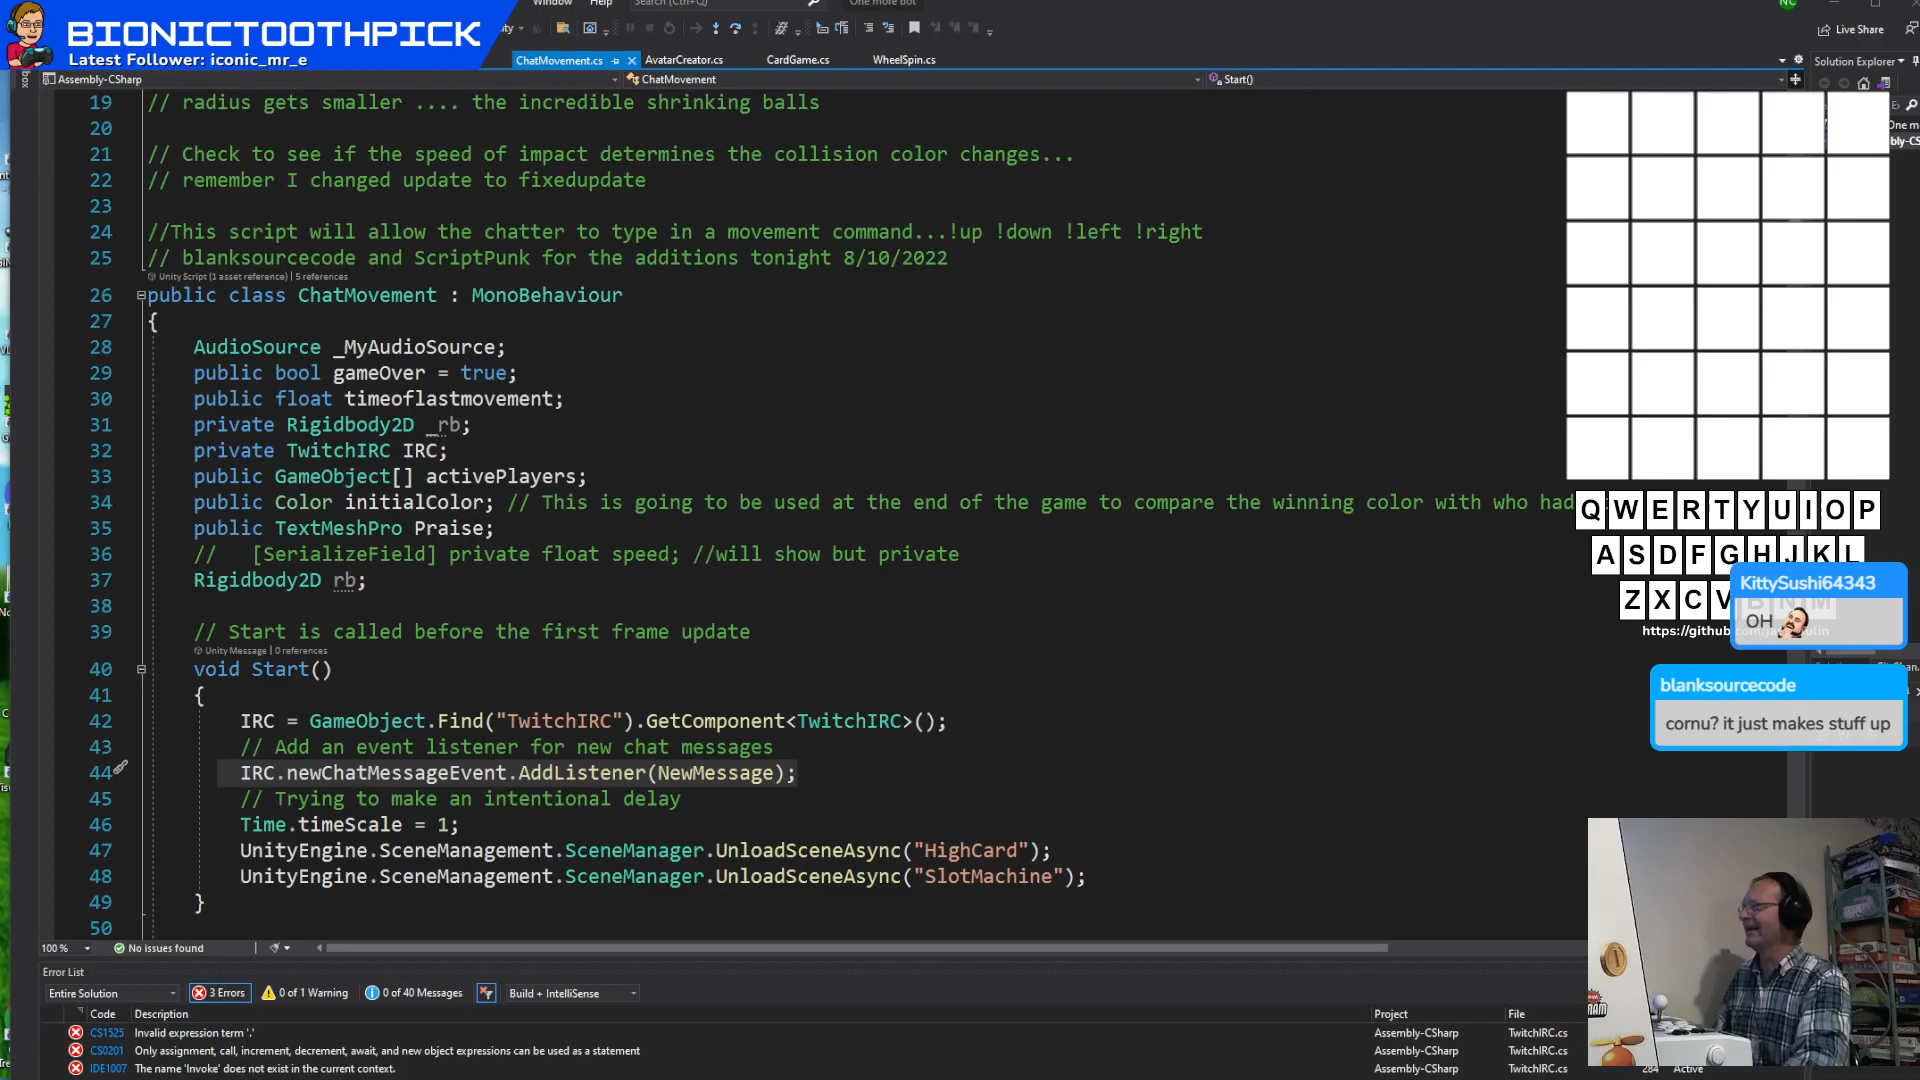 Window Help Search (Ctrl+Q) One more bot NC
BIONICTOOTHPICK
Latest Follower: iconic_mr_e
Live Share
ChatMovement.cs AvatarCreator.cs CardGame.cs WheelSpin.cs
Solution Explorer
Assembly-CSharp ChatMovement Start()
19 // radius gets smaller .... the incredible shrinking balls
20
21 // Check to see if the speed of impact determines the collision color changes...
22 // remember I changed update to fixedupdate
23
24 //This script will allow the chatter to type in a movement command...!up !down !left !right
25 // blanksourcecode and ScriptPunk for the additions tonight 8/10/2022
Unity Script (1 asset reference) | 5 references
26 public class ChatMovement : MonoBehaviour
27 {
28 AudioSource _MyAudioSource;
29 public bool gameOver = true;
30 public float timeoflastmovement;
31 private Rigidbody2D _rb;
32 private TwitchIRC IRC;
33 public GameObject[] activePlayers;
34 public Color initialColor; // This is going to be used at the end of the game to compare the winning color with who had
35 public TextMeshPro Praise;
36 // [SerializeField] private float speed; //will show but private
37 Rigidbody2D rb;
38
39 // Start is called before the first frame update
Unity Message | 0 references
40 void Start()
41 {
42 IRC = GameObject.Find("TwitchIRC").GetComponent<TwitchIRC>();
43 // Add an event listener for new chat messages
44 IRC.newChatMessageEvent.AddListener(NewMessage);
45 // Trying to make an intentional delay
46 Time.timeScale = 1;
47 UnityEngine.SceneManagement.SceneManager.UnloadSceneAsync("HighCard");
48 UnityEngine.SceneManagement.SceneManager.UnloadSceneAsync("SlotMachine");
49 }
50
Q W E R T Y U I O P
A S D F G H J K L
Z X C V B N M
https://github.com/
KittySushi64343
OH
blanksourcecode
cornu? it just makes stuff up
100 % No issues found
Error List
Entire Solution 3 Errors 0 of 1 Warning 0 of 40 Messages Build + IntelliSense
Code Description Project File
CS1525 Invalid expression term '.' Assembly-CSharp TwitchIRC.cs
CS0201 Only assignment, call, increment, decrement, await, and new object expressions can be used as a statement Assembly-CSharp TwitchIRC.cs
IDE1007 The name 'Invoke' does not exist in the current context. Assembly-CSharp TwitchIRC.cs 284 Active